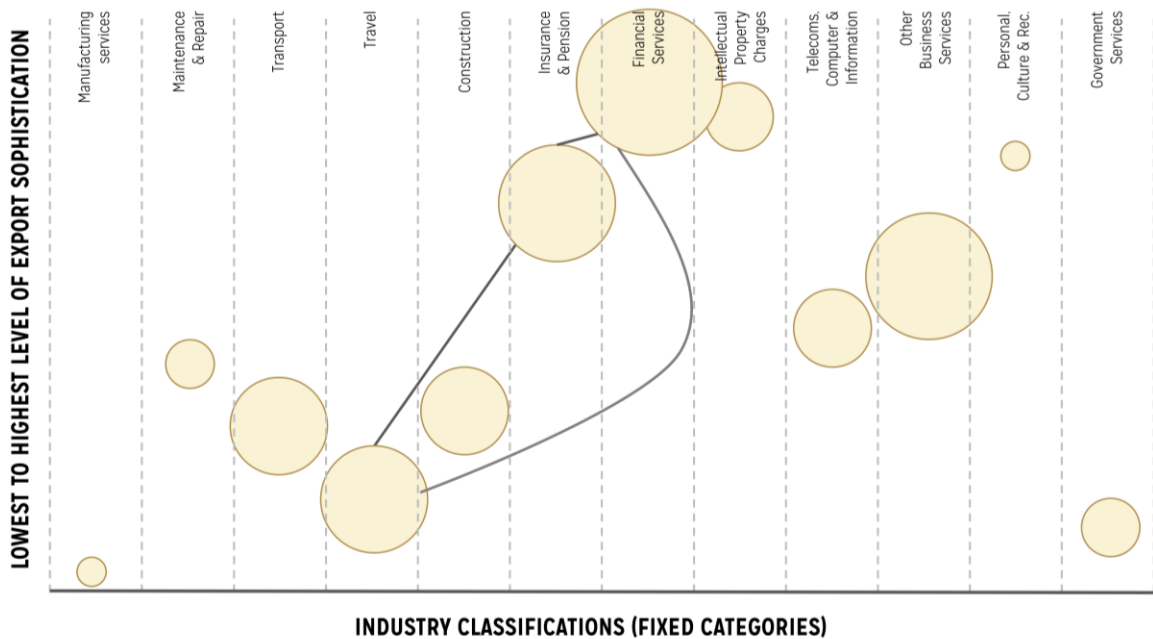 LOWEST TO HIGHEST LEVEL OF EXPORT SOPHISTICATION
Manufacturing
services
Maintenance
& Repair
Transport
Travel
Construction
Insurance
& Pension
Financial
Services
Intellectual
Property
Charges
Telecoms.
Computer &
Information
Other
Business
Services
Personal.
Culture & Rec.
Government
Services
INDUSTRY CLASSIFICATIONS (FIXED CATEGORIES)